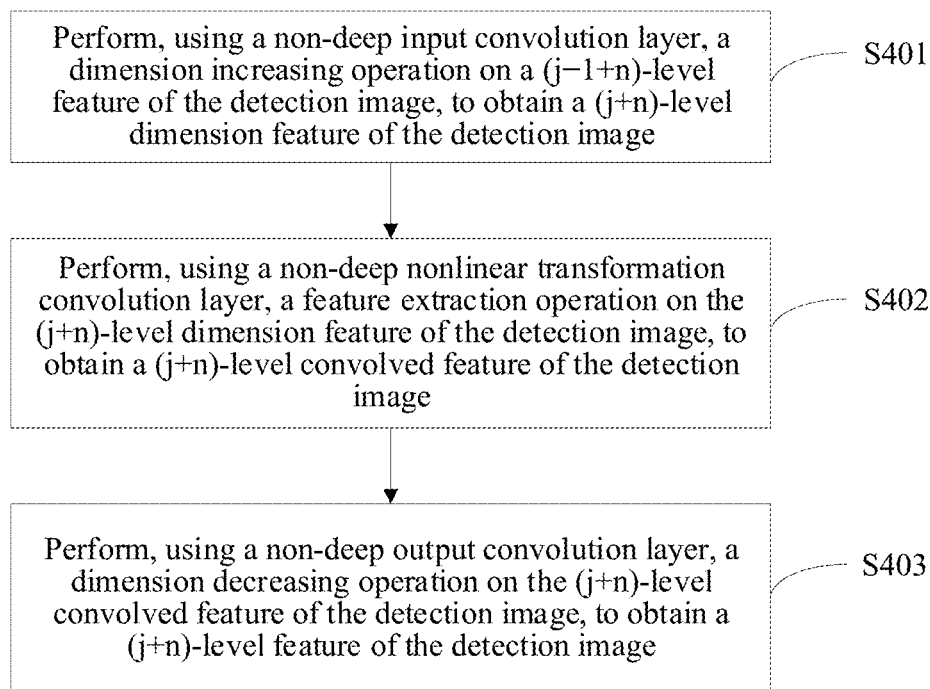 Perform, using a non-deep input convolution layer, a
dimension increasing operation on a (j−1+n)-level
feature of the detection image, to obtain a (j+n)-level
dimension feature of the detection image
S401
Perform, using a non-deep nonlinear transformation
convolution layer, a feature extraction operation on the
(j+n)-level dimension feature of the detection image, to
obtain a (j+n)-level convolved feature of the detection
image
S402
Perform, using a non-deep output convolution layer, a
dimension decreasing operation on the (j+n)-level
convolved feature of the detection image, to obtain a
(j+n)-level feature of the detection image
S403